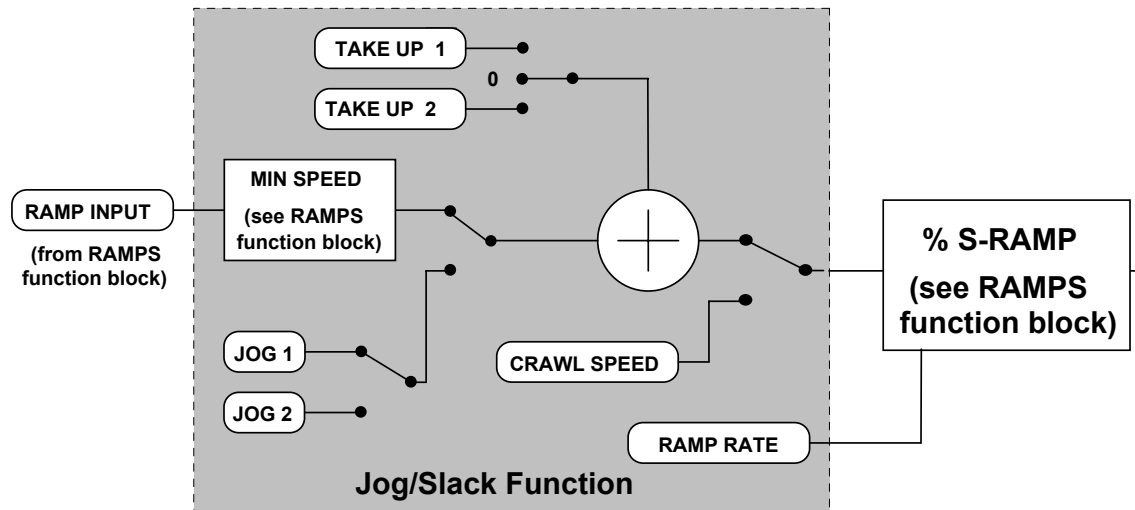 TAKE UP 1
0
TAKE UP 2
RAMP INPUT
(from RAMPS
function block)
MIN SPEED
(see RAMPS
function block)
% S-RAMP
(see RAMPS
function block)
JOG 1
JOG 2
CRAWL SPEED
RAMP RATE
Jog/Slack Function